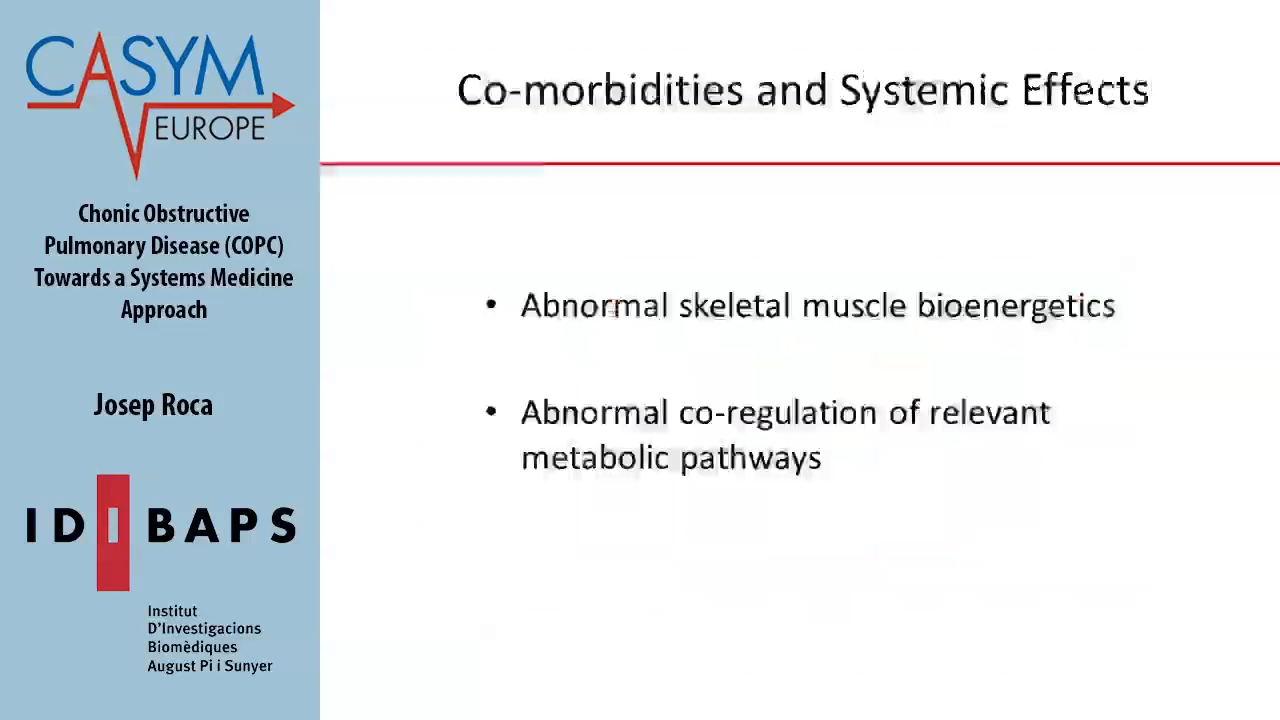 CASYM
EUROPE
Chonic Obstructive
Pulmonary Disease (COPC)
Towards a Systems Medicine
Approach
Josep Roca
IDIBAPS
Institut
D'Investigacions
Biomèdiques
August Pi i Sunyer
Co-morbidities and Systemic Effects
• Abnormal skeletal muscle bioenergetics
• Abnormal co-regulation of relevant
metabolic pathways